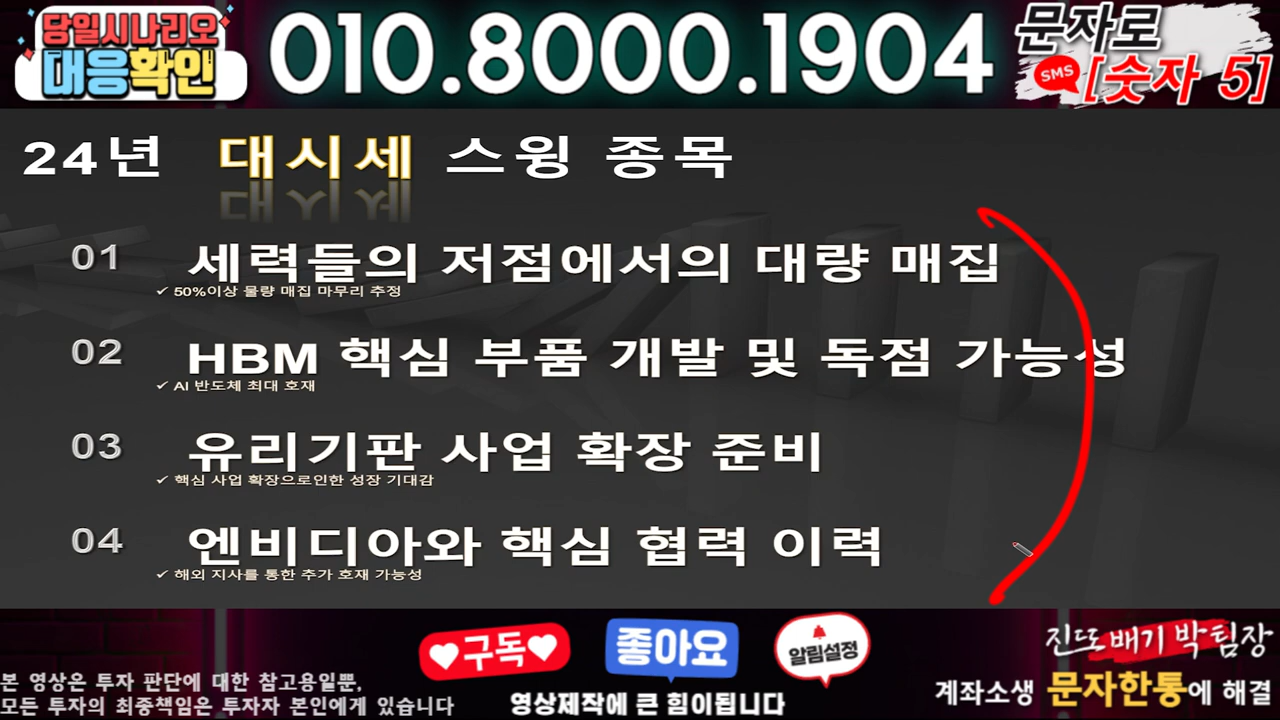 당일시나리오
대응확인
010.8000.1904
문자로
SMS
[숫자 5]
24년 대시세 스윙 종목
01 세력들의 저점에서의 대량 매집
✓ 50%이상 물량 매집 마무리 추정
02 HBM 핵심 부품 개발 및 독점 가능성
✓ AI 반도체 최대 호재
03 유리기판 사업 확장 준비
✓ 핵심 사업 확장으로인한 성장 기대감
04 엔비디아와 핵심 협력 이력
✓ 해외 지사를 통한 추가 호재 가능성
구독
좋아요
알림설정
영상제작에 큰 힘이됩니다
본 영상은 투자 판단에 대한 참고용일뿐,
모든 투자의 최종책임은 투자자 본인에게 있습니다
진또배기 박팀장
계좌소생 문자한통에 해결